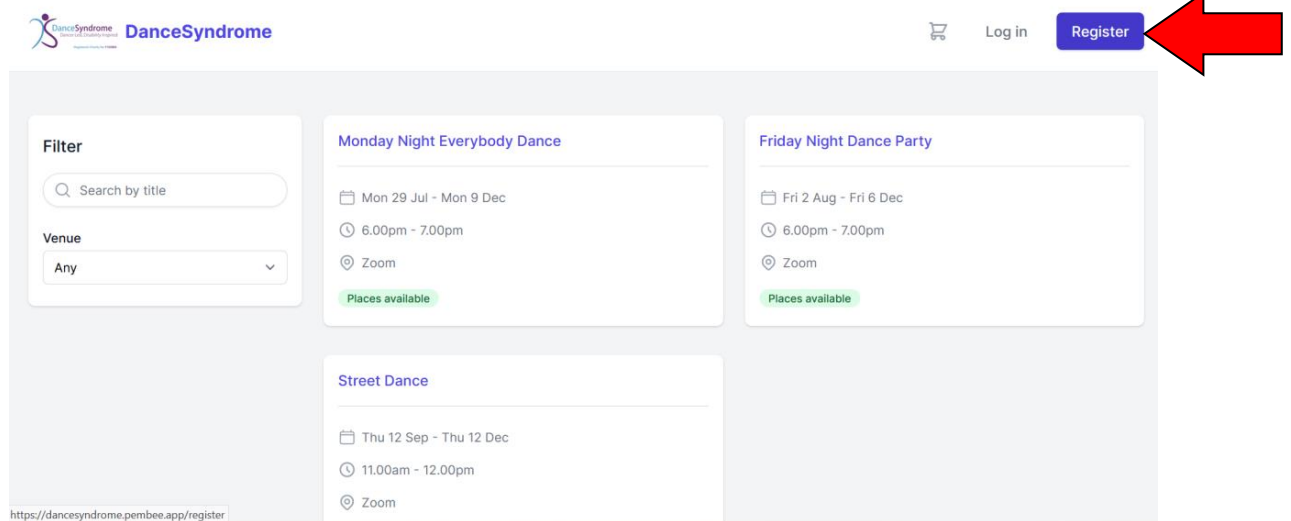 DanceSyndrome
DanceSyndrome
Log in
Register
Filter
Search by title
Venue
Any
Monday Night Everybody Dance
Mon 29 Jul - Mon 9 Dec
6.00pm - 7.00pm
Zoom
Places available
Friday Night Dance Party
Fri 2 Aug - Fri 6 Dec
6.00pm - 7.00pm
Zoom
Places available
Street Dance
Thu 12 Sep - Thu 12 Dec
11.00am - 12.00pm
Zoom
https://dancesyndrome.pembee.app/register